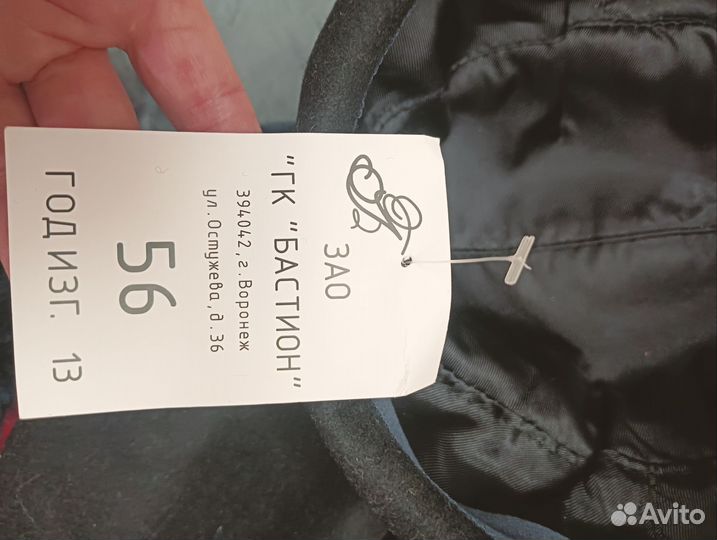 ЗАО
"ГК "БАСТИОН"
394042, г. Воронеж
ул. Остужева, д. 36
56
ГОД ИЗГ. 13
Avito